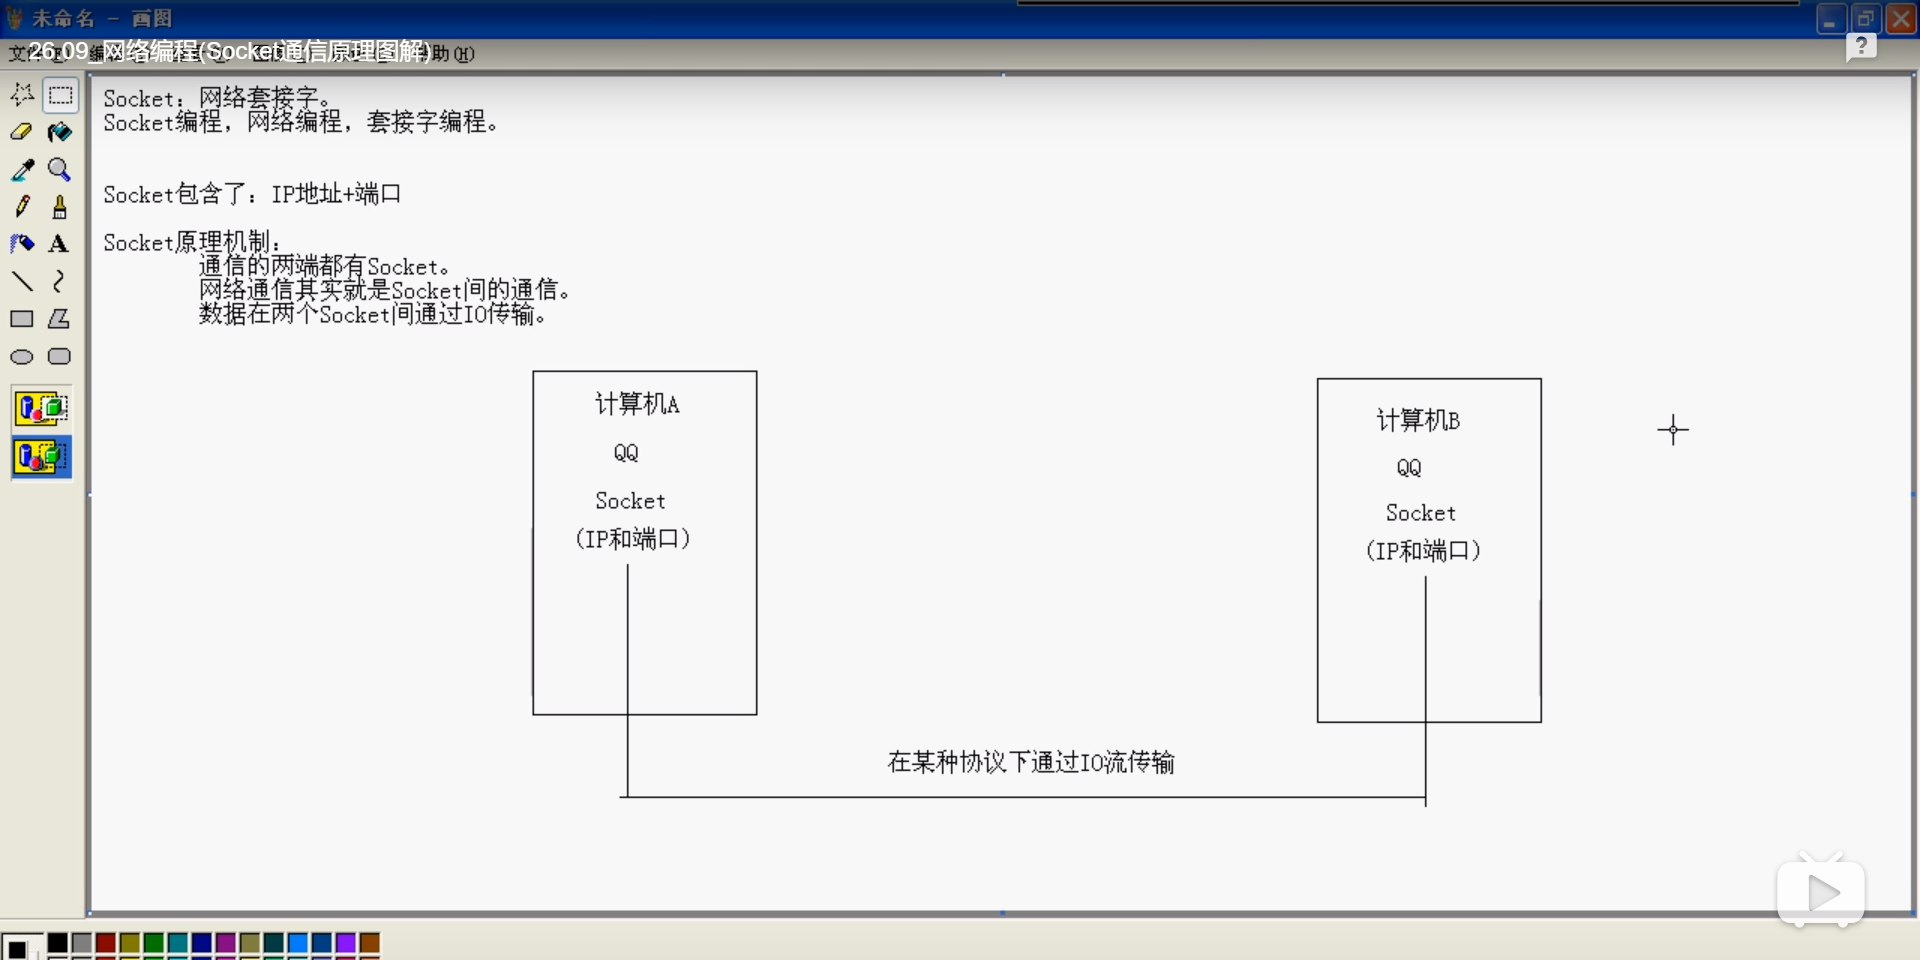 未命名 - 画图
26.09_网络编程(Socket通信原理图解)
助(H)
Socket：网络套接字。
Socket编程，网络编程，套接字编程。
Socket包含了：IP地址+端口
Socket原理机制：
通信的两端都有Socket。
网络通信其实就是Socket间的通信。
数据在两个Socket间通过IO传输。
计算机A
QQ
Socket
(IP和端口)
计算机B
QQ
Socket
(IP和端口)
在某种协议下通过IO流传输